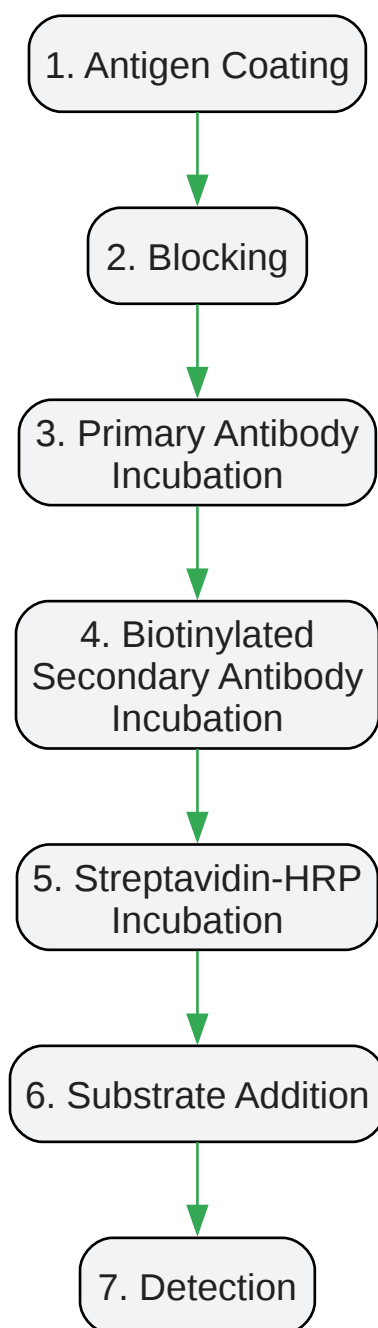 1. Antigen Coating
2. Blocking
3. Primary Antibody
Incubation
4. Biotinylated
Secondary Antibody
Incubation
5. Streptavidin-HRP
Incubation
6. Substrate Addition
7. Detection